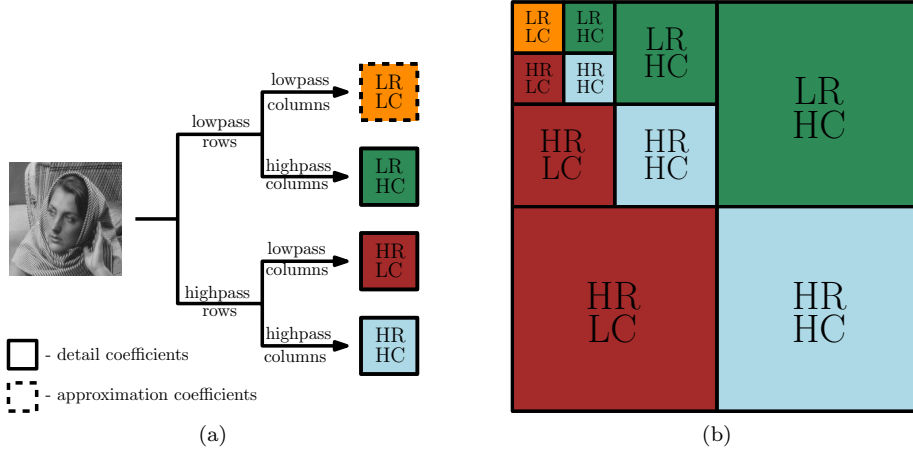 lowpass
columns
LR
LC
lowpass
rows
highpass
columns
LR
HC
lowpass
columns
HR
LC
highpass
rows
highpass
columns
HR
HC
- detail coefficients
- approximation coefficients
(a)
LR
LC
LR
HC
HR
LC
HR
HC
LR
HC
HR
LC
HR
HC
LR
HC
HR
LC
HR
HC
(b)